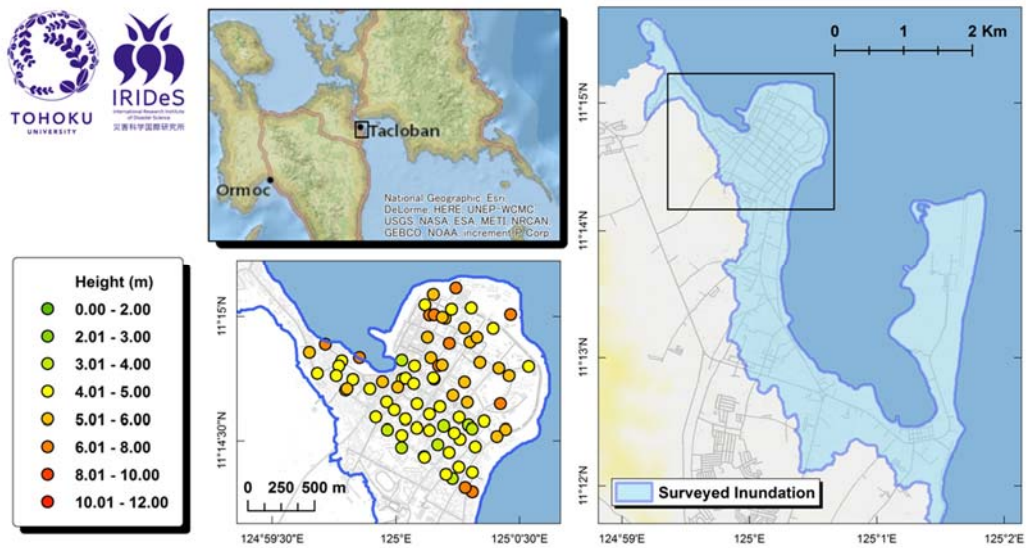 TOHOKU
UNIVERSITY
IRIDeS
International Research Institute
of Disaster Science
災害科学国際研究所
Tacloban
Ormoc
National Geographic, Esri,
DeLorme, HERE, UNEP-WCMC,
USGS, NASA, ESA, METI, NRCAN,
GEBCO, NOAA, increment P Corp.
Height (m)
0.00 - 2.00
2.01 - 3.00
3.01 - 4.00
4.01 - 5.00
5.01 - 6.00
6.01 - 8.00
8.01 - 10.00
10.01 - 12.00
11°15'N
11°14'30"N
0 250 500 m
124°59'30"E 125°E 125°0'30"E
0 1 2 Km
11°15'N
11°14'N
11°13'N
11°12'N
Surveyed Inundation
124°59'E 125°E 125°1'E 125°2'E